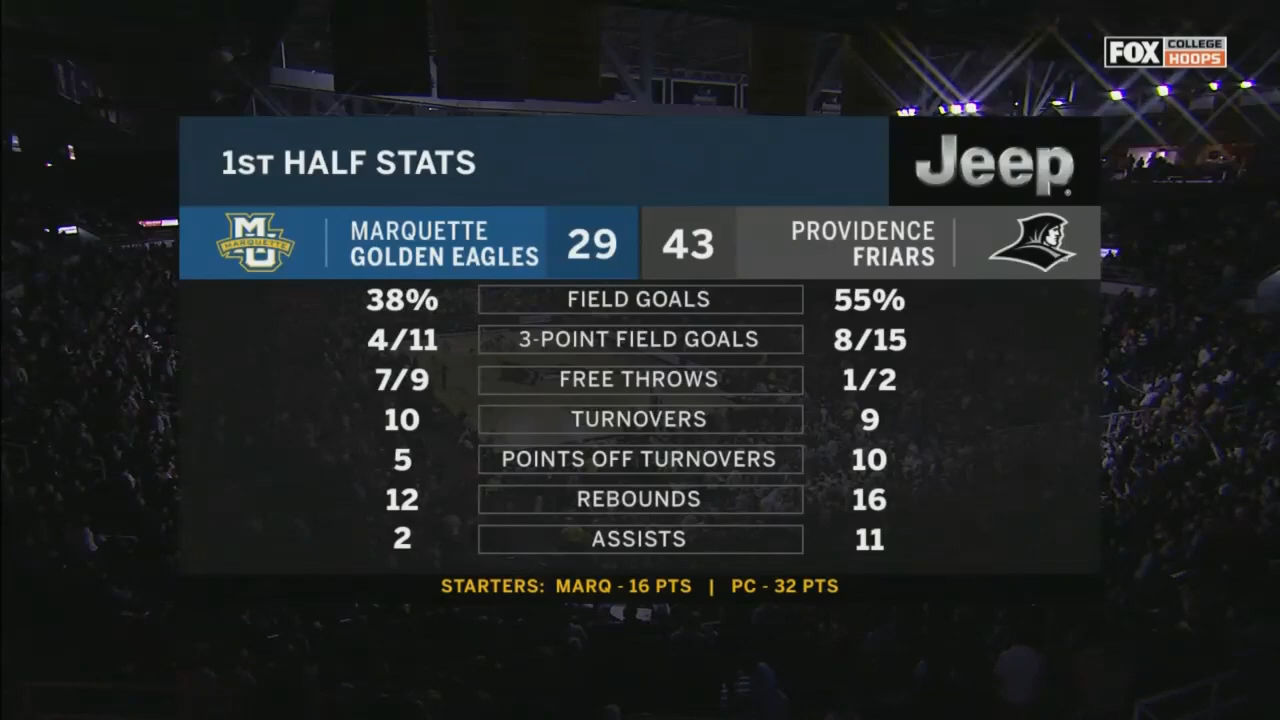 FOX COLLEGE HOOPS
1ST HALF STATS
Jeep
MU
MARQUETTE
MARQUETTE
GOLDEN EAGLES
29
43
PROVIDENCE
FRIARS
38% FIELD GOALS 55%
4/11 3-POINT FIELD GOALS 8/15
7/9 FREE THROWS 1/2
10 TURNOVERS 9
5 POINTS OFF TURNOVERS 10
12 REBOUNDS 16
2 ASSISTS 11
STARTERS: MARQ - 16 PTS | PC - 32 PTS